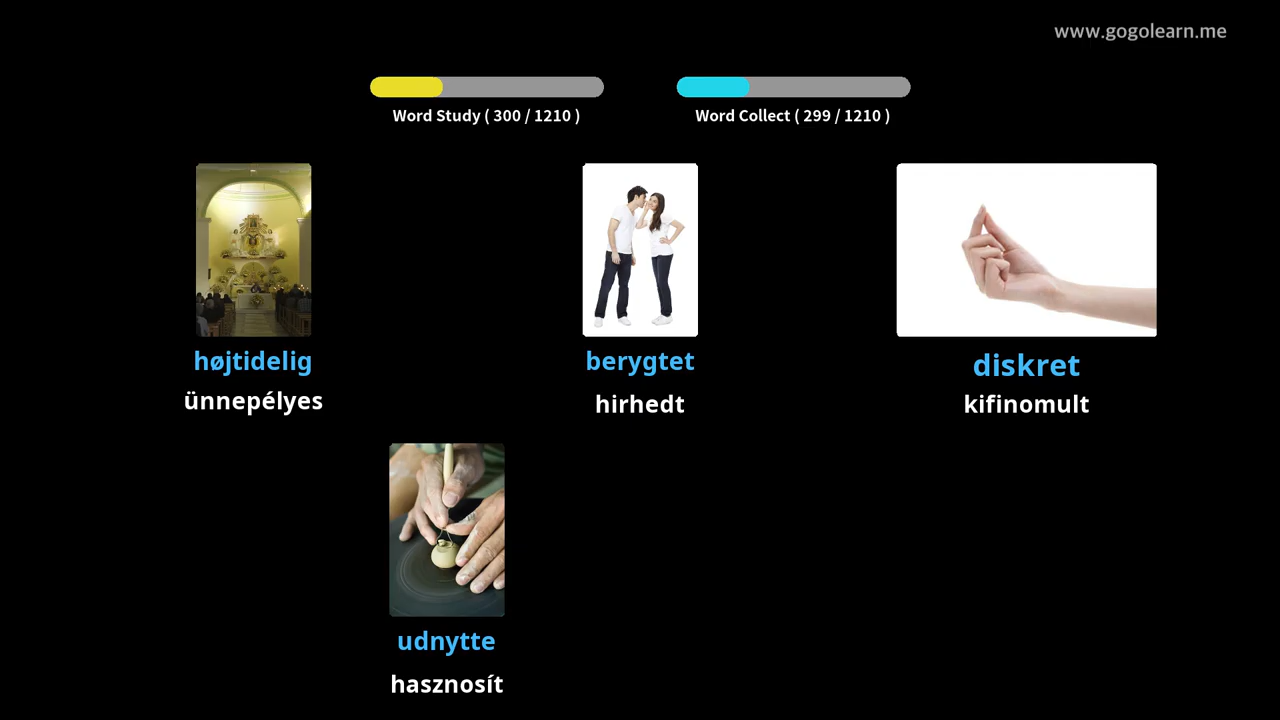 www.gogolearn.me
Word Study ( 300 / 1210 )
Word Collect ( 299 / 1210 )
højtidelig
ünnepélyes
berygtet
hirhedt
diskret
kifinomult
udnytte
hasznosít